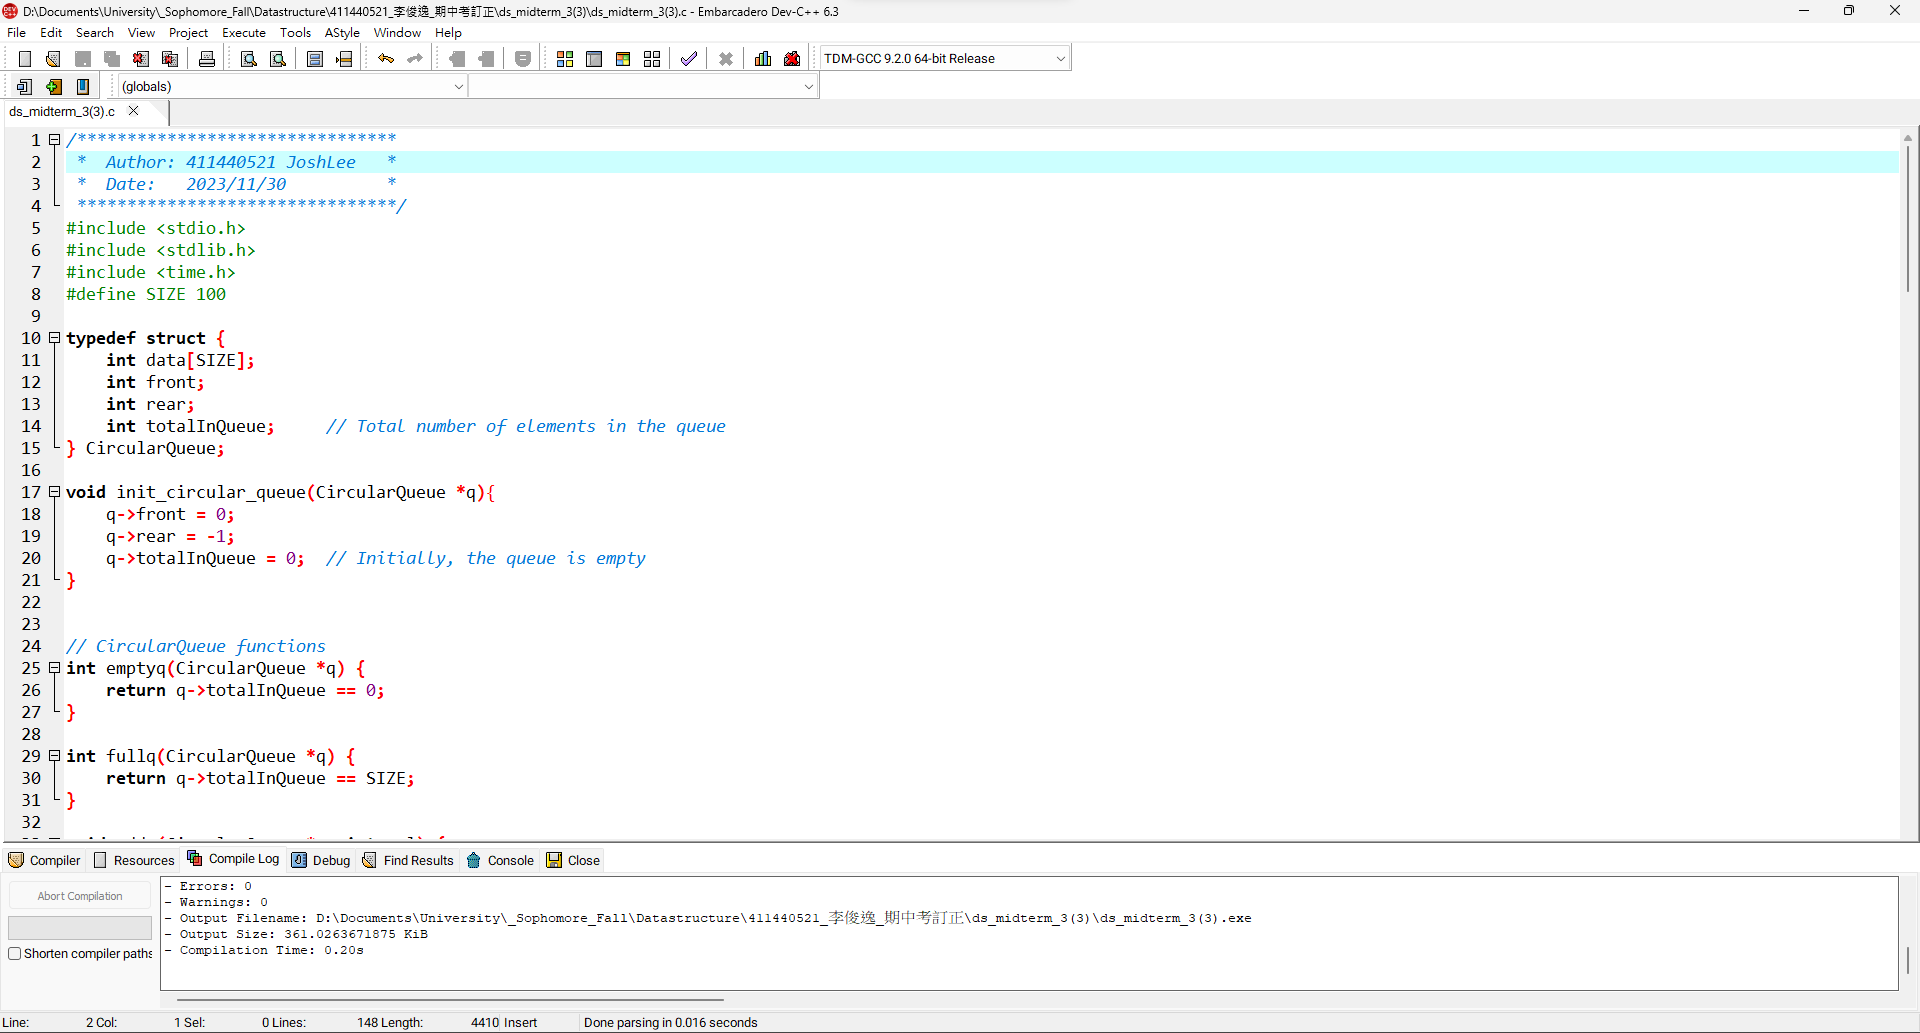 D:\Documents\University\_Sophomore_Fall\Datastructure\411440521_李俊逸_期中考訂正\ds_midterm_3(3)\ds_midterm_3(3).c - Embarcadero Dev-C++ 6.3
File Edit Search View Project Execute Tools AStyle Window Help
TDM-GCC 9.2.0 64-bit Release
(globals)
ds_midterm_3(3).c
1 /********************************
2 * Author: 411440521 JoshLee *
3 * Date: 2023/11/30 *
4 ********************************/
5 #include <stdio.h>
6 #include <stdlib.h>
7 #include <time.h>
8 #define SIZE 100
9
10 typedef struct {
11 int data[SIZE];
12 int front;
13 int rear;
14 int totalInQueue; // Total number of elements in the queue
15 } CircularQueue;
16
17 void init_circular_queue(CircularQueue *q){
18 q->front = 0;
19 q->rear = -1;
20 q->totalInQueue = 0; // Initially, the queue is empty
21 }
22
23
24 // CircularQueue functions
25 int emptyq(CircularQueue *q) {
26 return q->totalInQueue == 0;
27 }
28
29 int fullq(CircularQueue *q) {
30 return q->totalInQueue == SIZE;
31 }
32
Compiler Resources Compile Log Debug Find Results Console Close
Abort Compilation
Shorten compiler paths
- Errors: 0
- Warnings: 0
- Output Filename: D:\Documents\University\_Sophomore_Fall\Datastructure\411440521_李俊逸_期中考訂正\ds_midterm_3(3)\ds_midterm_3(3).exe
- Output Size: 361.0263671875 KiB
- Compilation Time: 0.20s
Line: 2 Col: 1 Sel: 0 Lines: 148 Length: 4410 Insert Done parsing in 0.016 seconds